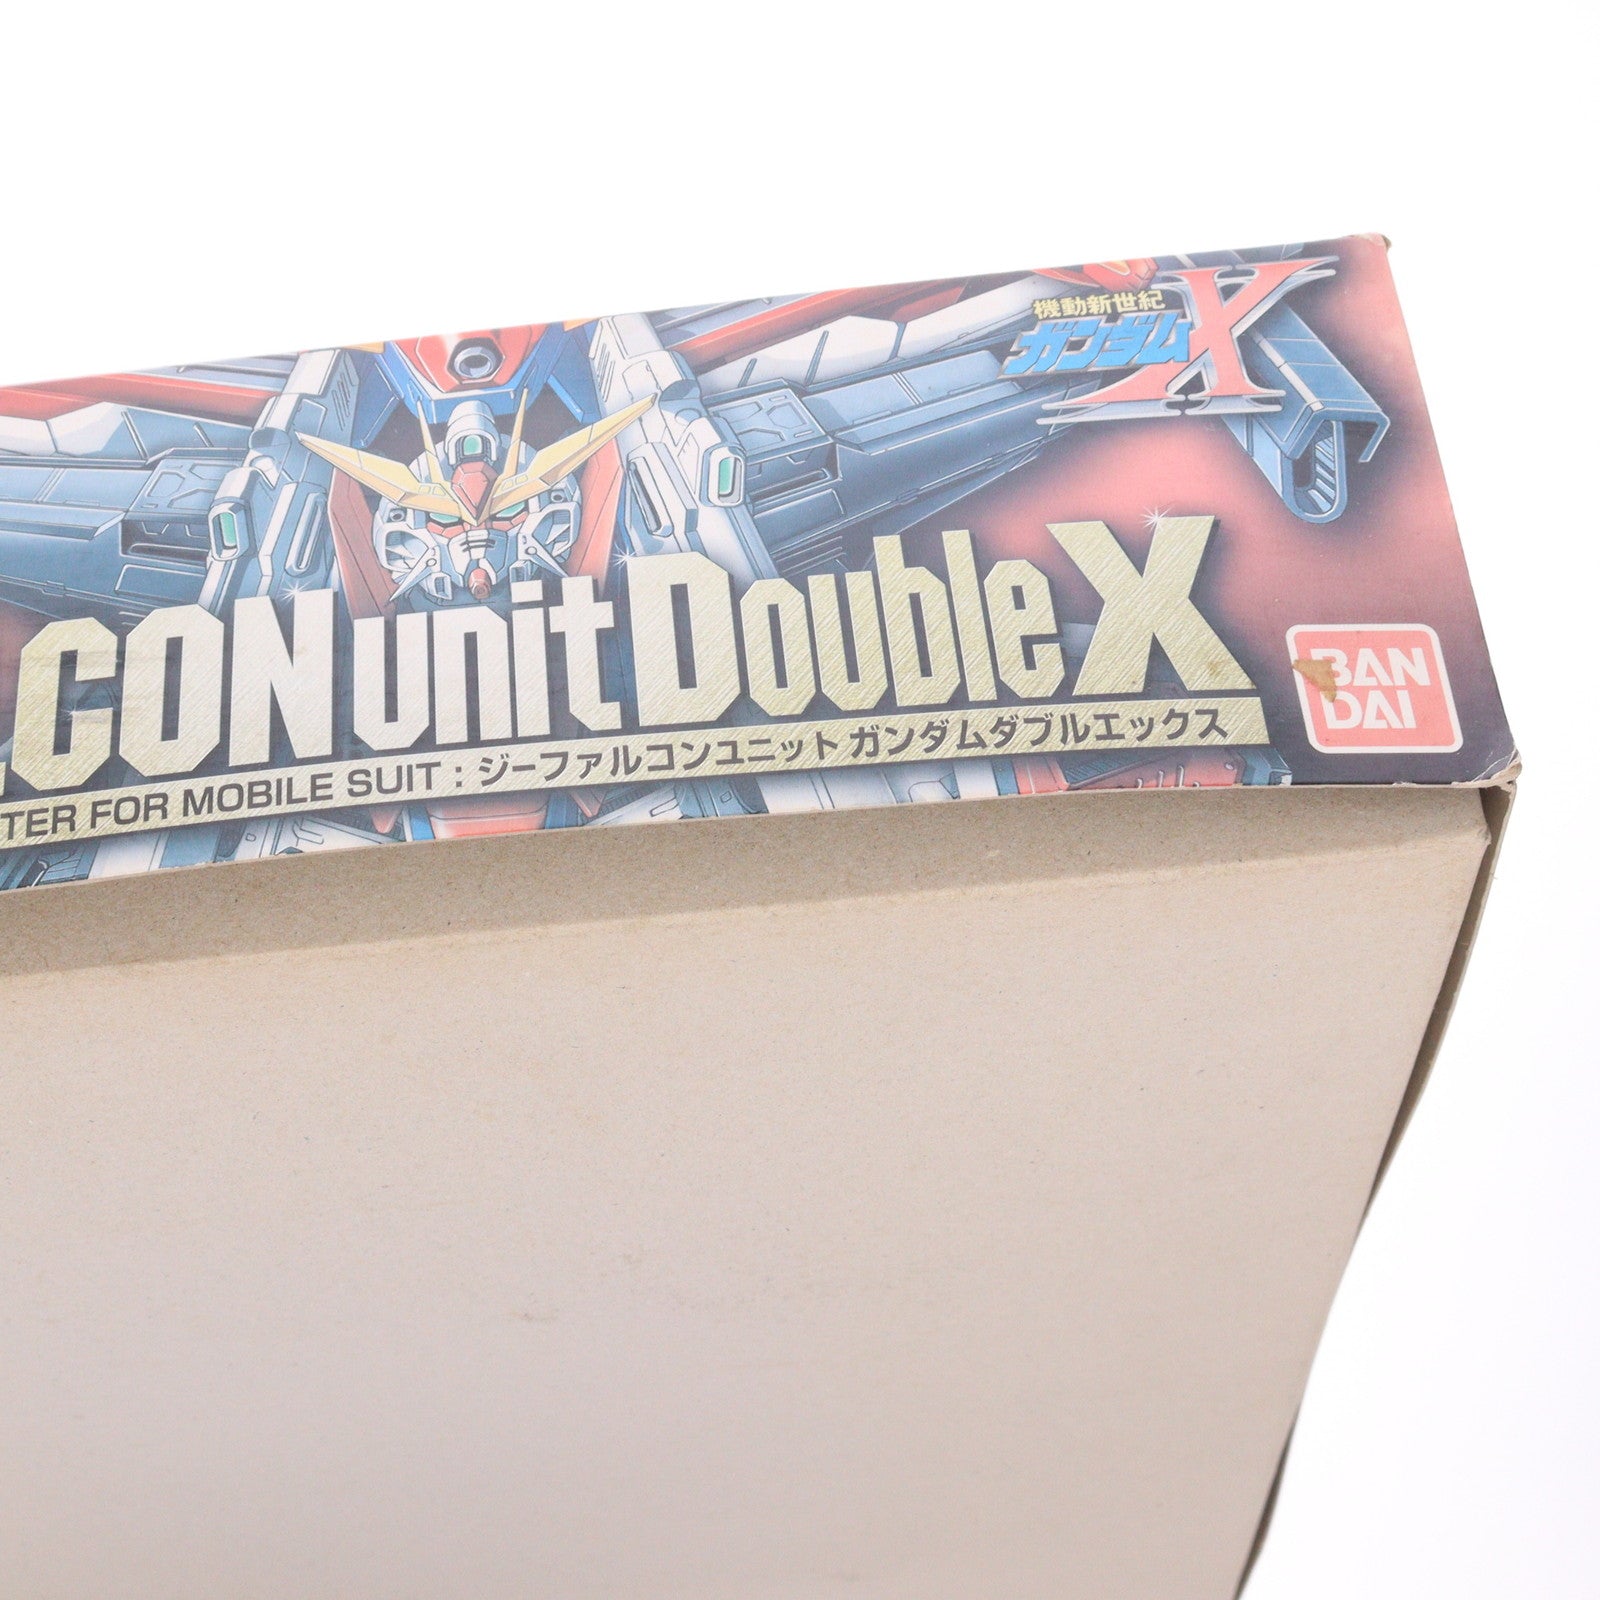 機動新世紀
ガンダムX
CON unit Double X
TER FOR MOBILE SUIT : ジーファルコンユニット ガンダムダブルエックス
BAN
DAI